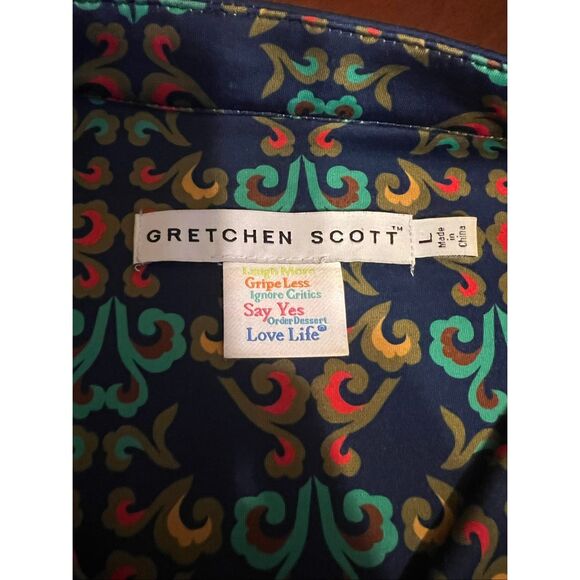 GRETCHEN SCOTT™
L
Made
in
China
Laugh More
Gripe Less
Ignore Critics
Say Yes
Order Dessert
Love Life®